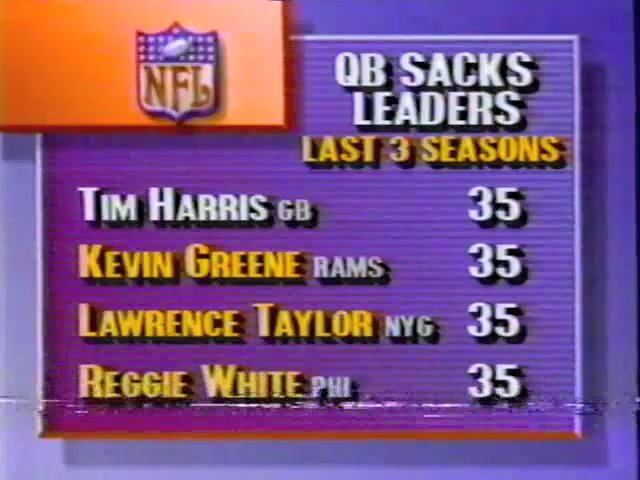 NFL
QB SACKS
LEADERS
LAST 3 SEASONS
TIM HARRIS GB 35
KEVIN GREENE RAMS 35
LAWRENCE TAYLOR NYG 35
REGGIE WHITE PHI 35